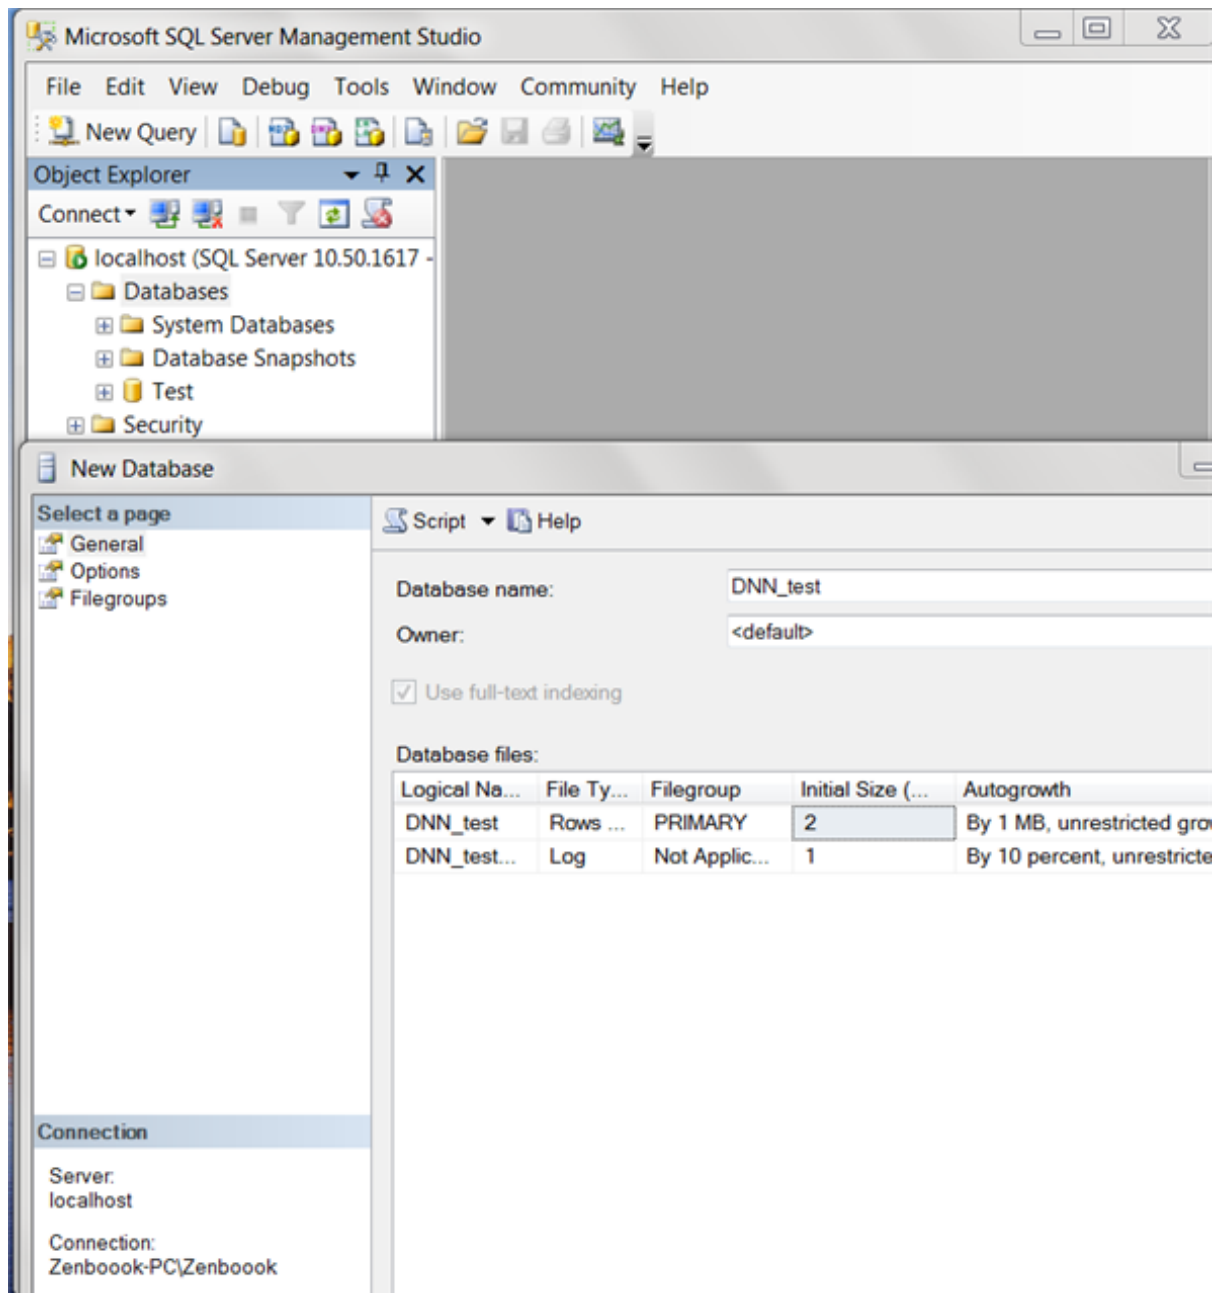 Microsoft SQL Server Management Studio
File Edit View Debug Tools Window Community Help
New Query
Object Explorer
Connect
localhost (SQL Server 10.50.1617 -
Databases
System Databases
Database Snapshots
Test
Security
New Database
Select a page
General
Options
Filegroups
Script Help
Database name: DNN_test
Owner: <default>
Use full-text indexing
Database files:
Logical Na... File Ty... Filegroup Initial Size (... Autogrowth
DNN_test Rows ... PRIMARY 2 By 1 MB, unrestricted gro
DNN_test... Log Not Applic... 1 By 10 percent, unrestricte
Connection
Server:
localhost
Connection:
Zenboook-PC\Zenboook